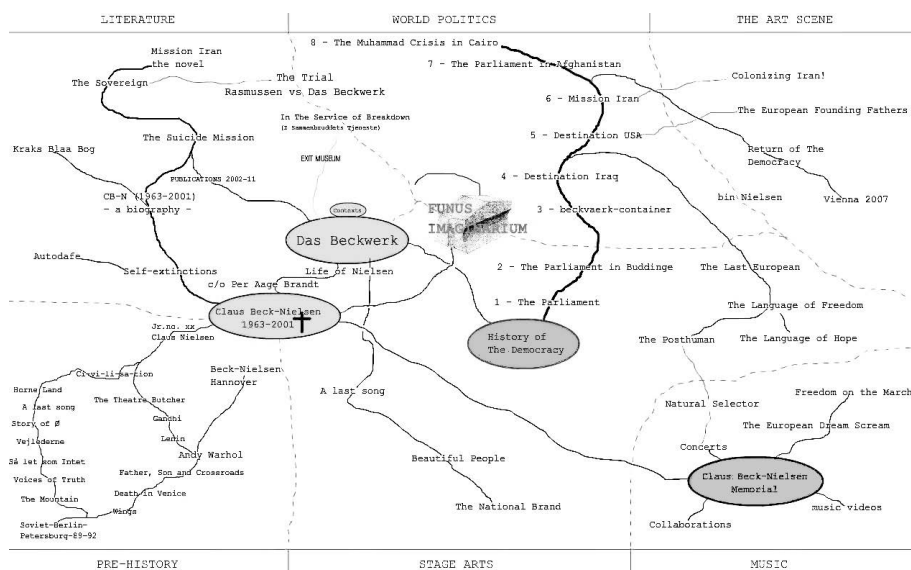 LITERATURE
WORLD POLITICS
THE ART SCENE
Mission Iran
the novel
The Sovereign
The Trial
Rasmussen vs Das Beckwerk
In The Service of Breakdown
(I Sammenbruddets Tjeneste)
EXIT MUSEUM
The Suicide Mission
Kraks Blaa Bog
PUBLICATIONS 2002-11
CB-N (1963-2001)
- a biography -
Autodafe
Self-extinctions
8 - The Muhammad Crisis in Cairo
7 - The Parliament in Afghanistan
6 - Mission Iran
5 - Destination USA
4 - Destination Iraq
3 - beckvaerk-container
2 - The Parliament in Buddinge
1 - The Parliament
Colonizing Iran!
The European Founding Fathers
Return of The
Democracy
bin Nielsen
Vienna 2007
Contexts
Das Beckwerk
FUNUS
IMAGINARIUM
Life of Nielsen
c/o Per Aage Brandt
Claus Beck-Nielsen
1963-2001
History of
The Democracy
The Last European
The Language of Freedom
The Posthuman
The Language of Hope
Jr.no. xx
Claus Nielsen
Ci-vi-li-sa-tion
Beck-Nielsen
Hannover
Horne Land
A last song
Story of Ø
Vejlederne
Så let som Intet
Voices of Truth
The Mountain
Soviet-Berlin-
Petersburg-89-92
The Theatre Butcher
Gandhi
Lenin
Andy Warhol
Father, Son and Crossroads
Death in Venice
Wings
A last song
Beautiful People
The National Brand
Natural Selector
Freedom on the March
The European Dream Scream
Concerts
Claus Beck-Nielsen
Memorial
music videos
Collaborations
PRE-HISTORY
STAGE ARTS
MUSIC